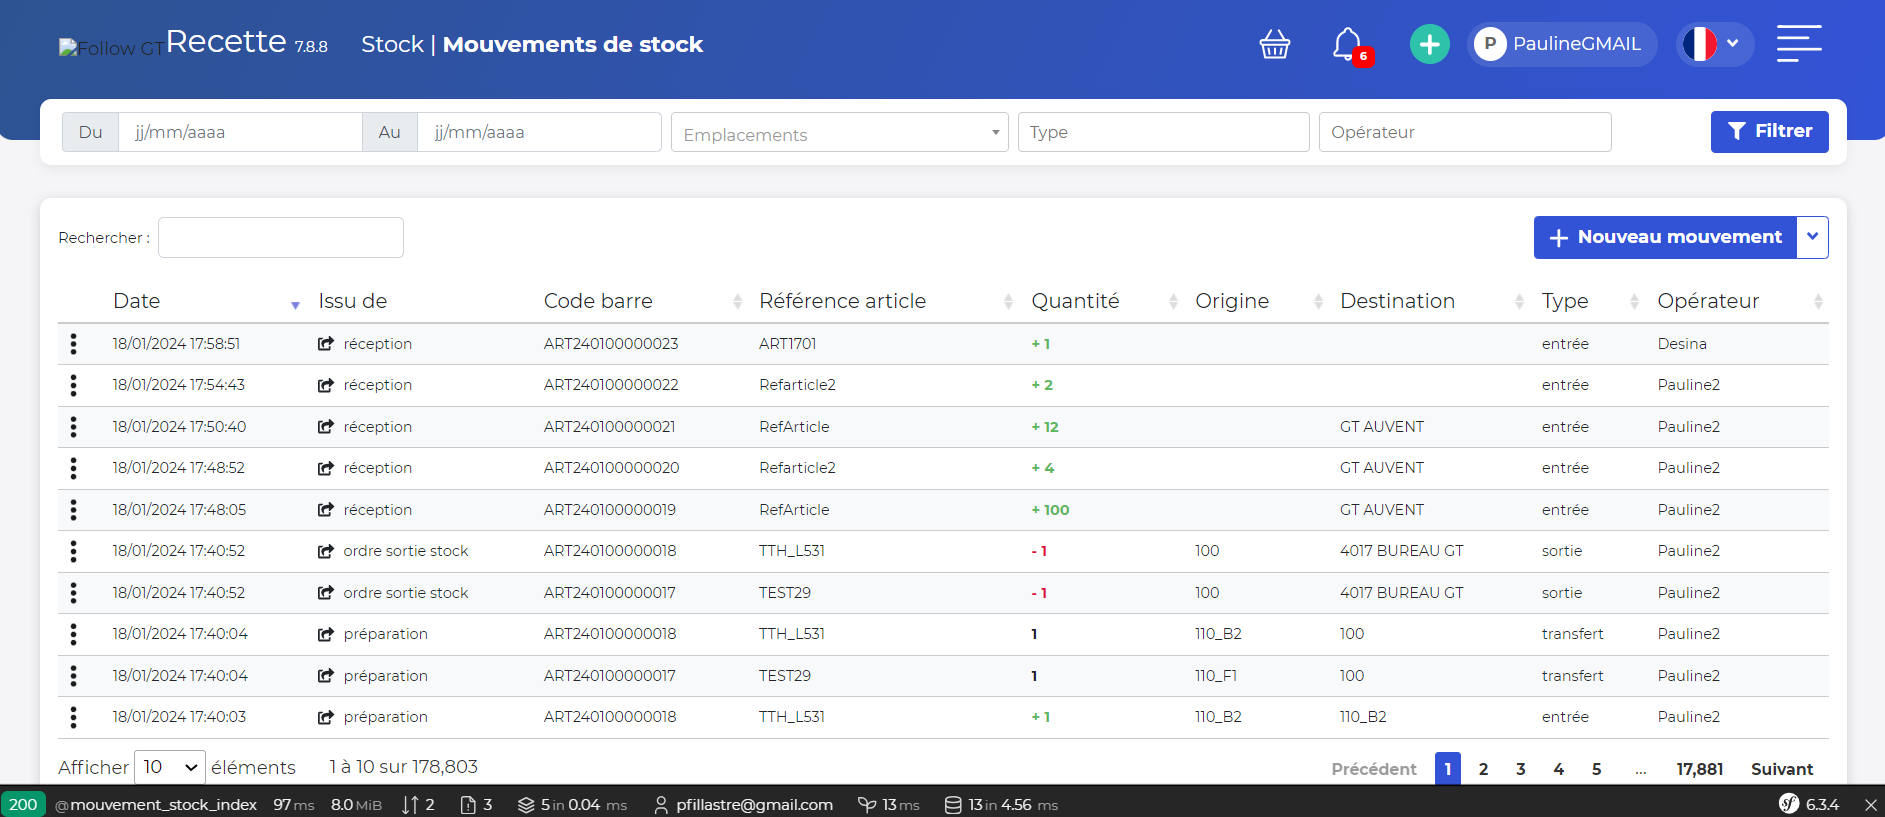 Follow GT Recette 7.8.8 Stock | Mouvements de stock 6 P PaulineGMAIL
Du jj/mm/aaaa Au jj/mm/aaaa Emplacements Type Opérateur Filtrer
Rechercher : Nouveau mouvement
Date Issu de Code barre Référence article Quantité Origine Destination Type Opérateur
18/01/2024 17:58:51 réception ART240100000023 ART1701 + 1 entrée Desina
18/01/2024 17:54:43 réception ART240100000022 Refarticle2 + 2 entrée Pauline2
18/01/2024 17:50:40 réception ART240100000021 RefArticle + 12 GT AUVENT entrée Pauline2
18/01/2024 17:48:52 réception ART240100000020 Refarticle2 + 4 GT AUVENT entrée Pauline2
18/01/2024 17:48:05 réception ART240100000019 RefArticle + 100 GT AUVENT entrée Pauline2
18/01/2024 17:40:52 ordre sortie stock ART240100000018 TTH_L531 - 1 100 4017 BUREAU GT sortie Pauline2
18/01/2024 17:40:52 ordre sortie stock ART240100000017 TEST29 - 1 100 4017 BUREAU GT sortie Pauline2
18/01/2024 17:40:04 préparation ART240100000018 TTH_L531 1 110_B2 100 transfert Pauline2
18/01/2024 17:40:04 préparation ART240100000017 TEST29 1 110_F1 100 transfert Pauline2
18/01/2024 17:40:03 préparation ART240100000018 TTH_L531 + 1 110_B2 110_B2 entrée Pauline2
Afficher 10 éléments 1 à 10 sur 178,803 Précédent 1 2 3 4 5 ... 17,881 Suivant
200 @mouvement_stock_index 97 ms 8.0 MiB 2 3 5 in 0.04 ms pfillastre@gmail.com 13 ms 13 in 4.56 ms sf 6.3.4